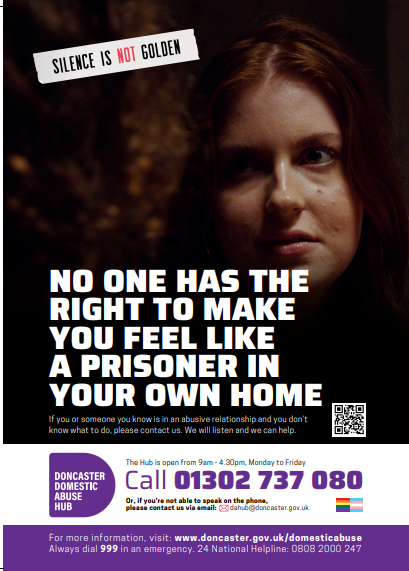 SILENCE IS NOT GOLDEN
NO ONE HAS THE
RIGHT TO MAKE
YOU FEEL LIKE
A PRISONER IN
YOUR OWN HOME
If you or someone you know is in an abusive relationship and you don't
know what to do, please contact us. We will listen and we can help.
DONCASTER
DOMESTIC
ABUSE
HUB
The Hub is open from 9am - 4.30pm, Monday to Friday
Call 01302 737 080
Or, if you're not able to speak on the phone,
please contact us via email: dahub@doncaster.gov.uk
For more information, visit: www.doncaster.gov.uk/domesticabuse
Always dial 999 in an emergency. 24 National Helpline: 0808 2000 247